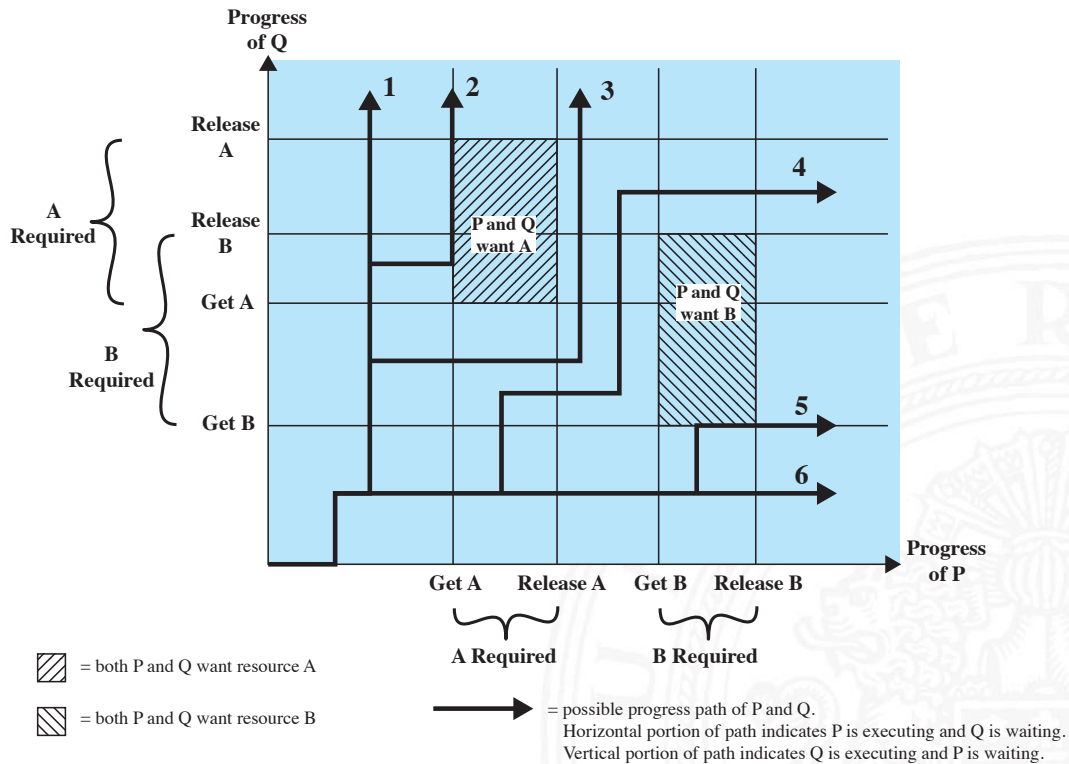 Progress
of Q
1
2
3
Release
A
4
A
Required
Release
B
P and Q
want A
Get A
P and Q
want B
B
Required
Get B
5
6
Progress
of P
Get A
Release A
Get B
Release B
A Required
B Required
= both P and Q want resource A
= both P and Q want resource B
= possible progress path of P and Q.
Horizontal portion of path indicates P is executing and Q is waiting.
Vertical portion of path indicates Q is executing and P is waiting.